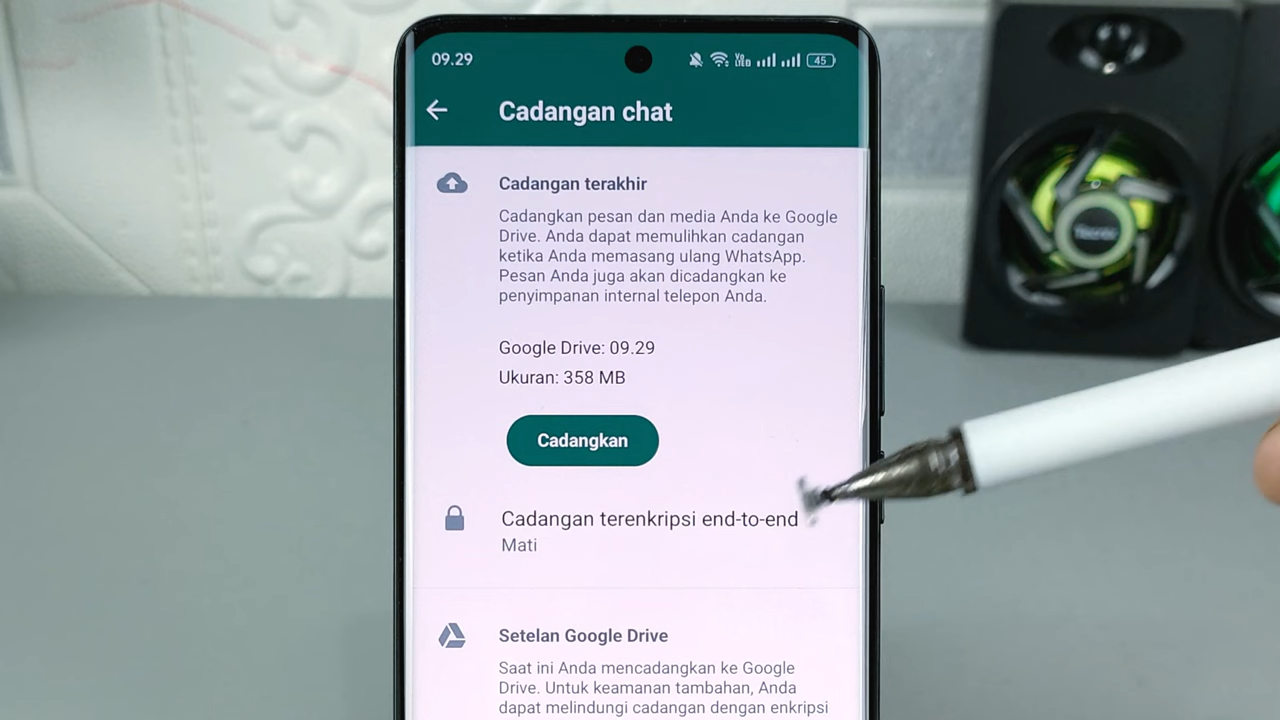 09.29
45
Cadangan chat
Cadangan terakhir
Cadangkan pesan dan media Anda ke Google
Drive. Anda dapat memulihkan cadangan
ketika Anda memasang ulang WhatsApp.
Pesan Anda juga akan dicadangkan ke
penyimpanan internal telepon Anda.
Google Drive: 09.29
Ukuran: 358 MB
Cadangkan
Cadangan terenkripsi end-to-end
Mati
Setelan Google Drive
Saat ini Anda mencadangkan ke Google
Drive. Untuk keamanan tambahan, Anda
dapat melindungi cadangan dengan enkripsi